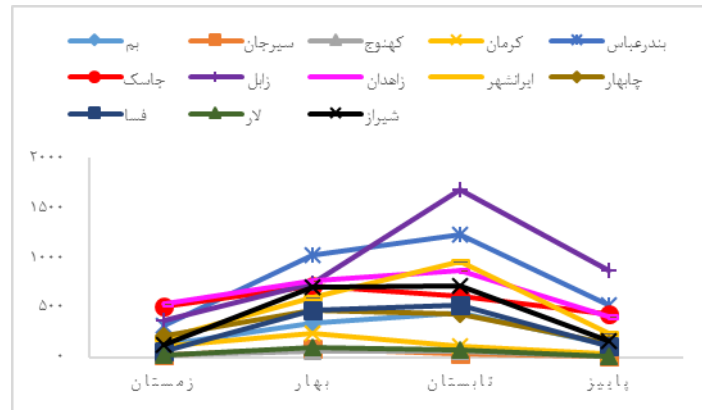 بم سیرجان کهنوج کرمان بندرعباس
جاسک زابل زاهدان ایرانشهر چابهار
فسا لار شیراز
۲۰۰۰
۱۵۰۰
۱۰۰۰
۵۰۰
۰
زمستان بهار تابستان پاییز